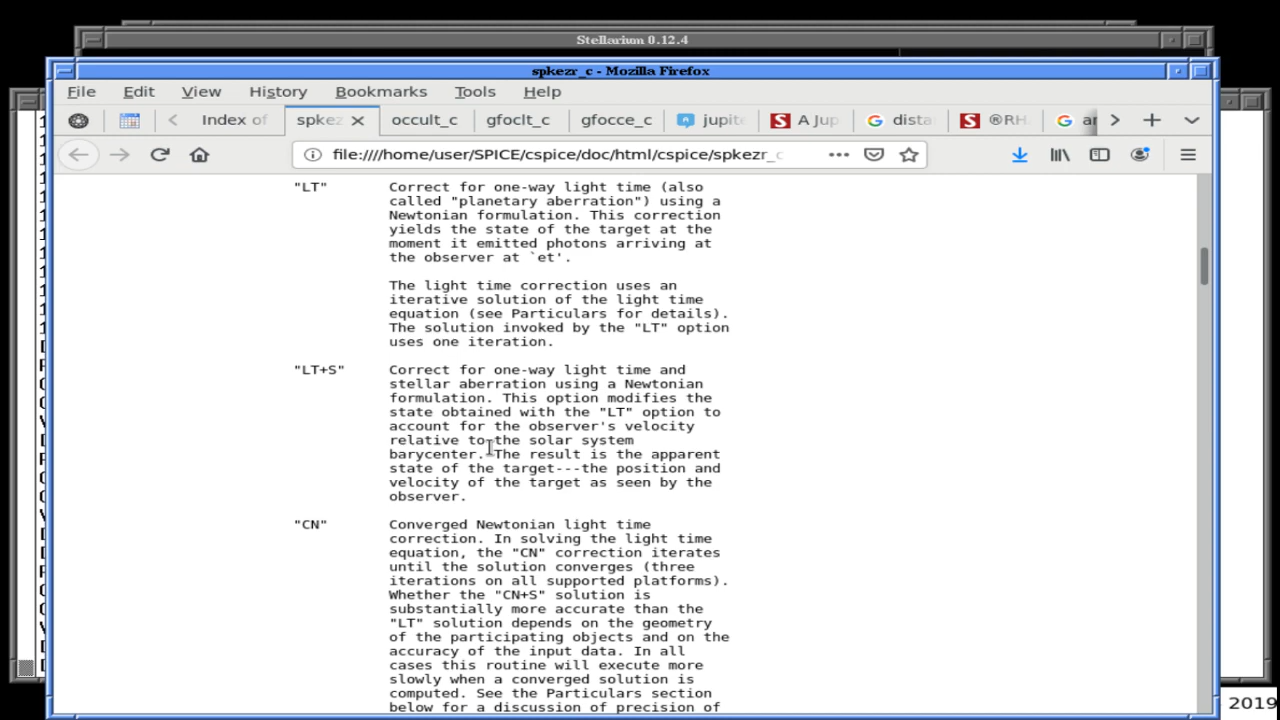 Stellarium 0.12.4
spkezr_c - Mozilla Firefox
File Edit View History Bookmarks Tools Help
Index of spkez occult_c gfoclt_c gfocce_c jupite A Ju dista ®RH. ar
file:////home/user/SPICE/cspice/doc/html/cspice/spkezr_c
"LT" Correct for one-way light time (also
called "planetary aberration") using a
Newtonian formulation. This correction
yields the state of the target at the
moment it emitted photons arriving at
the observer at `et'.
The light time correction uses an
iterative solution of the light time
equation (see Particulars for details).
The solution invoked by the "LT" option
uses one iteration.
"LT+S" Correct for one-way light time and
stellar aberration using a Newtonian
formulation. This option modifies the
state obtained with the "LT" option to
account for the observer's velocity
relative to the solar system
barycenter. The result is the apparent
state of the target---the position and
velocity of the target as seen by the
observer.
"CN" Converged Newtonian light time
correction. In solving the light time
equation, the "CN" correction iterates
until the solution converges (three
iterations on all supported platforms).
Whether the "CN+S" solution is
substantially more accurate than the
"LT" solution depends on the geometry
of the participating objects and on the
accuracy of the input data. In all
cases this routine will execute more
slowly when a converged solution is
computed. See the Particulars section
below for a discussion of precision of
2019